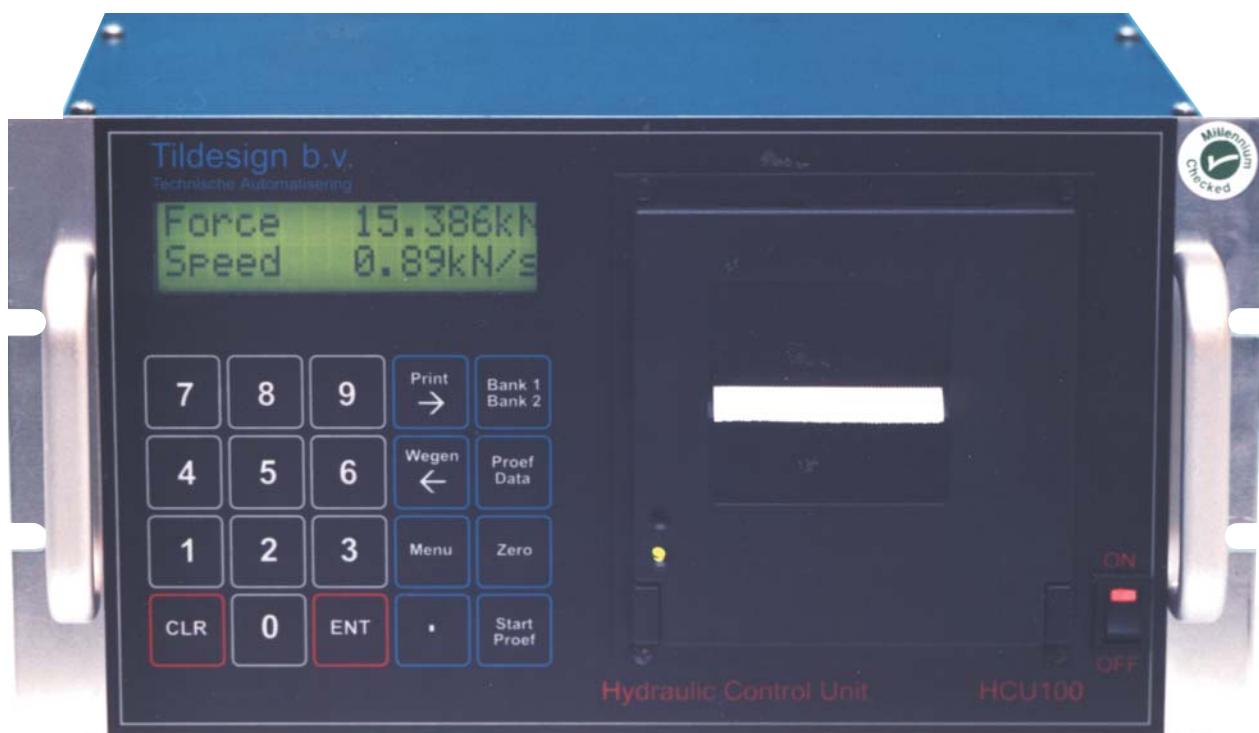 Tildesign b.v.
Technische Automatisering
Force 15.386kN
Speed 0.89kN/s
Millennium
Checked
7 8 9 Print → Bank 1
Bank 2
4 5 6 Wegen ← Proef
Data
1 2 3 Menu Zero
CLR 0 ENT . Start
Proef
ON
OFF
Hydraulic Control Unit HCU100